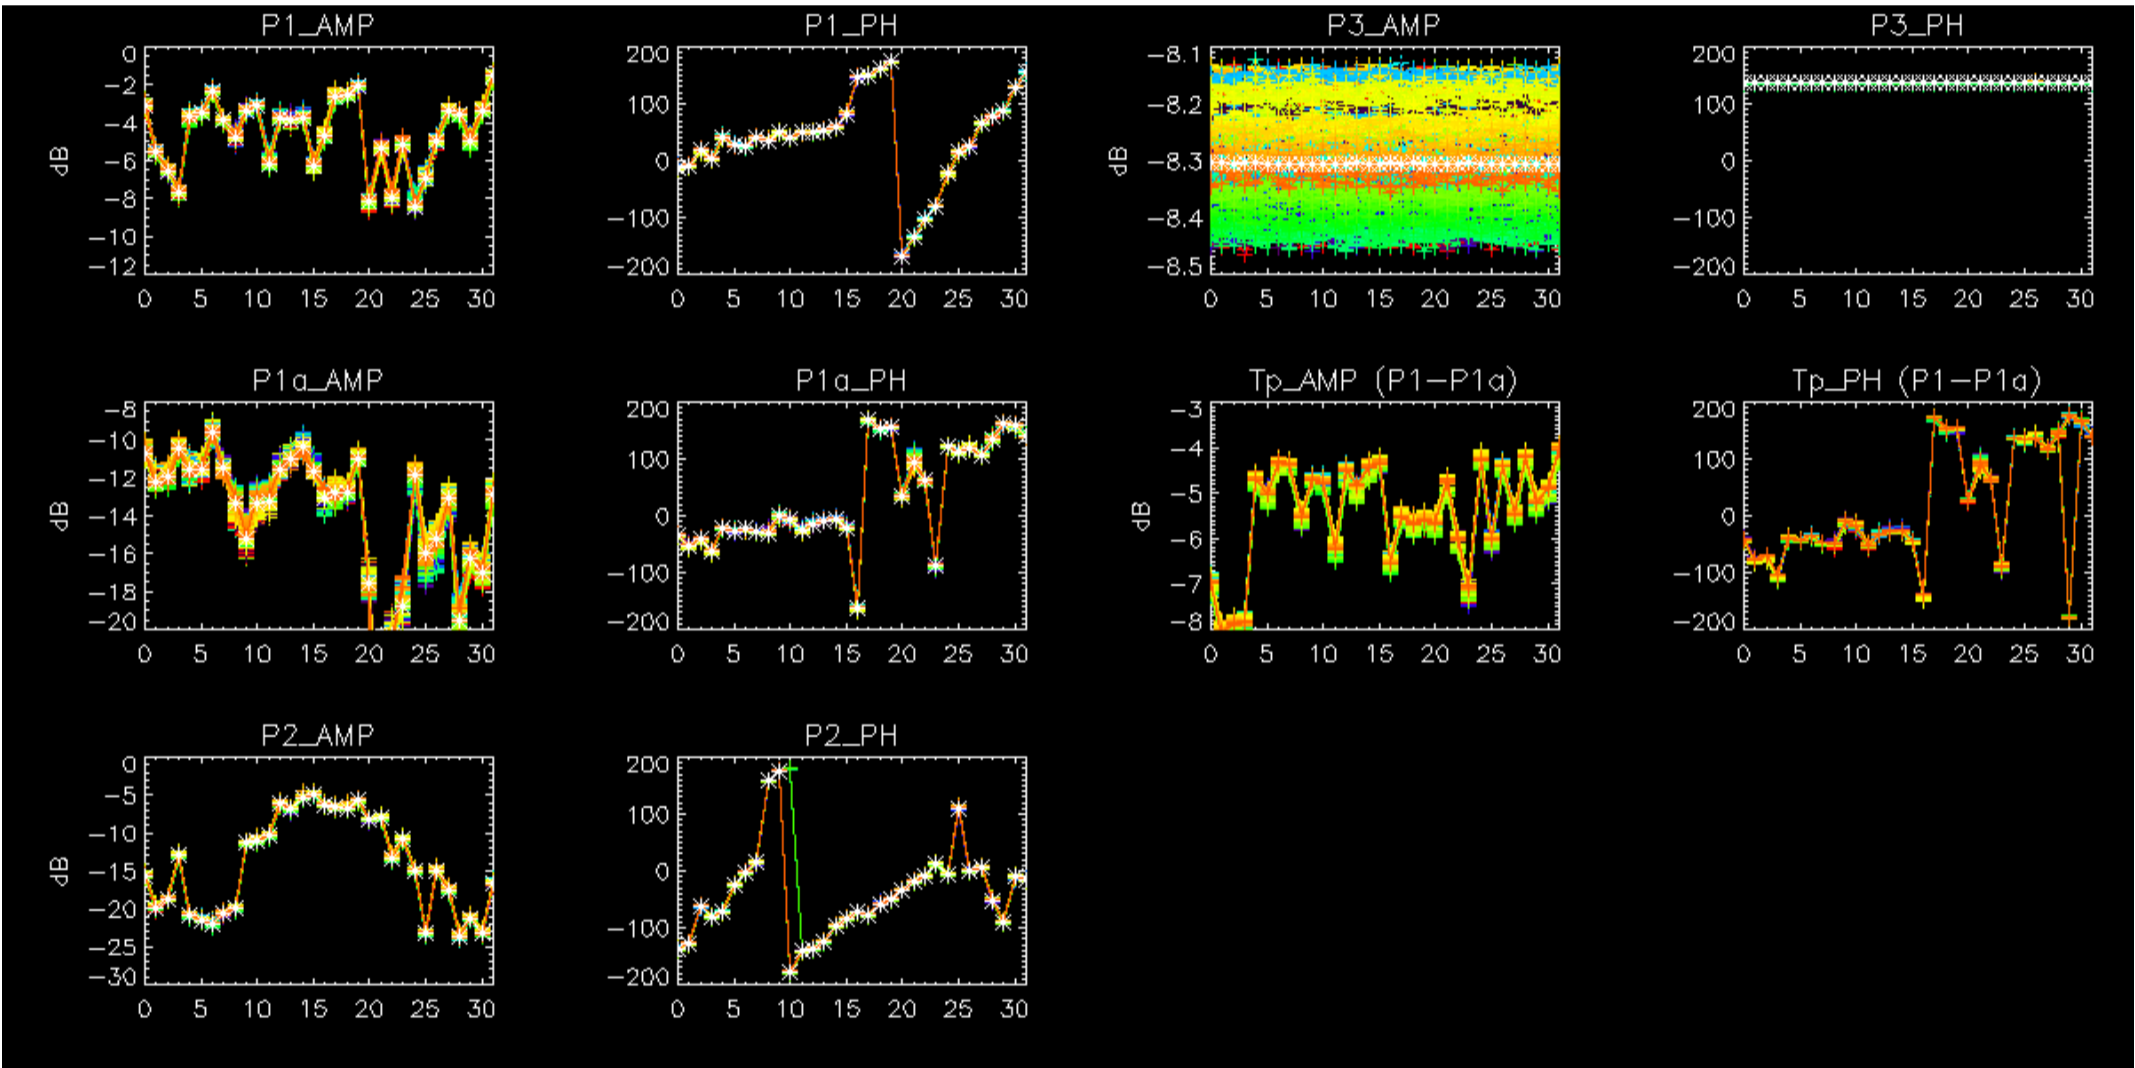 P1_AMP P1_PH P3_AMP P3_PH
0 200 -8.1 200
-2 100 -8.2 100
-4 0 -8.3 0
-6 -100 -8.4 -100
-8 -200 -8.5 -200
-10
-12
dB dB
0 5 10 15 20 25 30 0 5 10 15 20 25 30 0 5 10 15 20 25 30 0 5 10 15 20 25 30
P1a_AMP P1a_PH Tp_AMP (P1-P1a) Tp_PH (P1-P1a)
-8 200 -3 200
-10 100 -4 100
-12 0 -5 0
-14 -100 -6 -100
-16 -200 -7 -200
-18 -8
-20
dB dB
0 5 10 15 20 25 30 0 5 10 15 20 25 30 0 5 10 15 20 25 30 0 5 10 15 20 25 30
P2_AMP P2_PH
0 200
-5 100
-10 0
-15 -100
-20 -200
-25
-30
dB
0 5 10 15 20 25 30 0 5 10 15 20 25 30